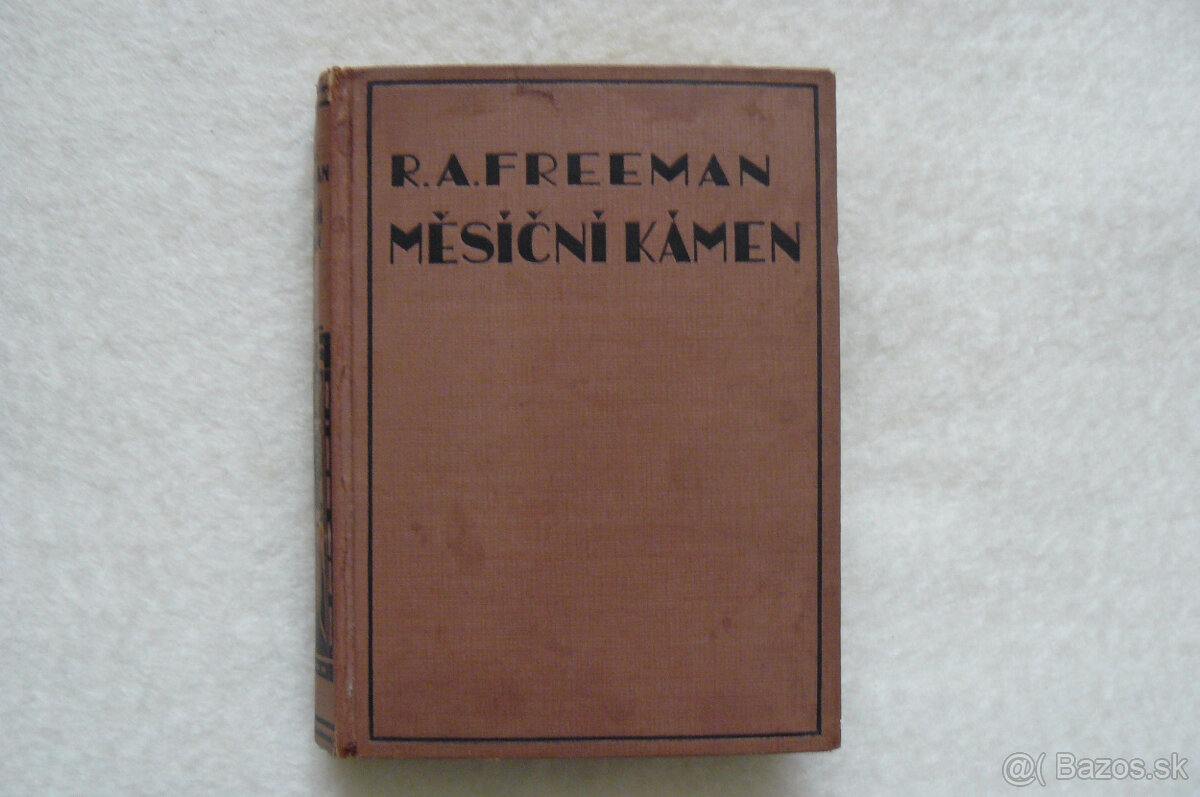 R.A.FREEMAN
MĚSÍČNÍ KÁMEN
@( Bazos.sk